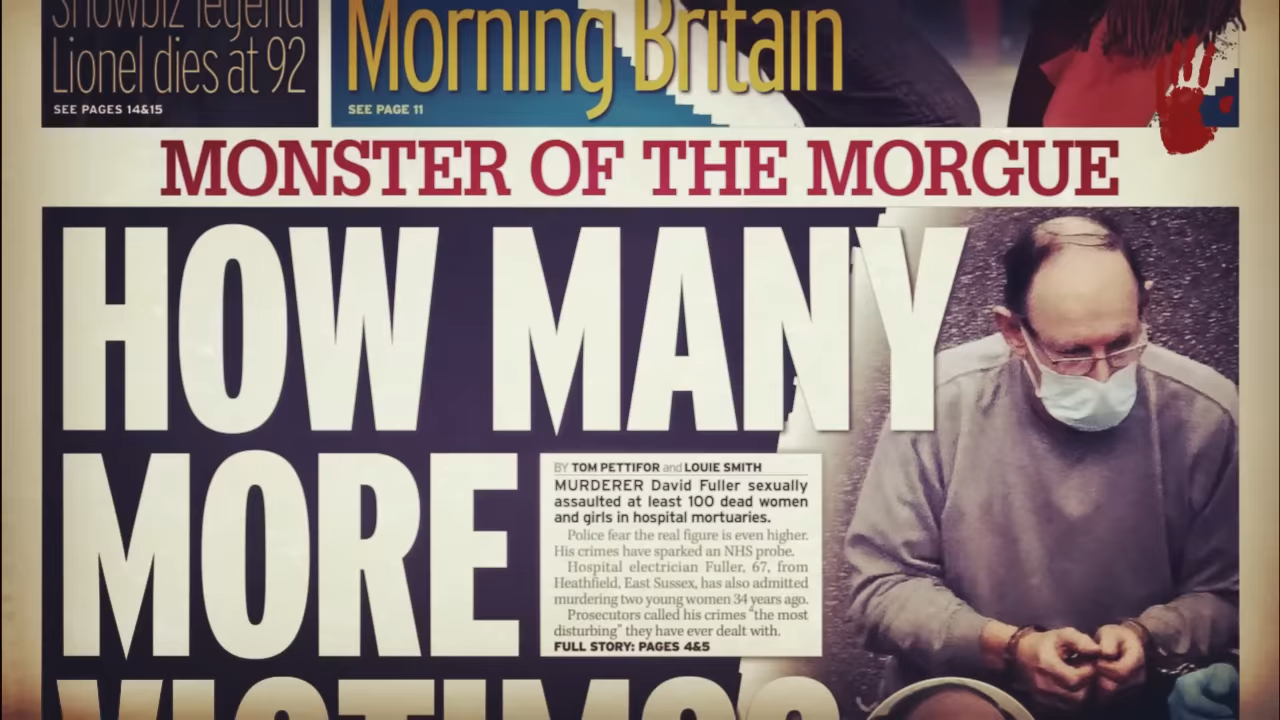 Showbiz legend
Lionel dies at 92
SEE PAGES 14&15
Morning Britain
SEE PAGE 11
MONSTER OF THE MORGUE
HOW MANY
MORE
VICTIMS?
BY TOM PETTIFOR and LOUIE SMITH
MURDERER David Fuller sexually
assaulted at least 100 dead women
and girls in hospital mortuaries.
Police fear the real figure is even higher.
His crimes have sparked an NHS probe.
Hospital electrician Fuller, 67, from
Heathfield, East Sussex, has also admitted
murdering two young women 34 years ago.
Prosecutors called his crimes "the most
disturbing" they have ever dealt with.
FULL STORY: PAGES 4&5